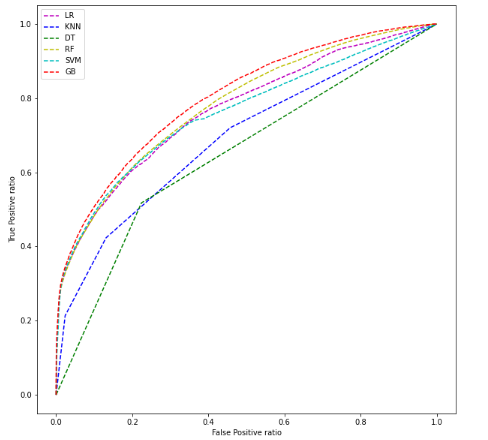 LR
KNN
DT
RF
SVM
GB
1.0
0.8
0.6
0.4
0.2
0.0
True Positive ratio
0.0 0.2 0.4 0.6 0.8 1.0
False Positive ratio